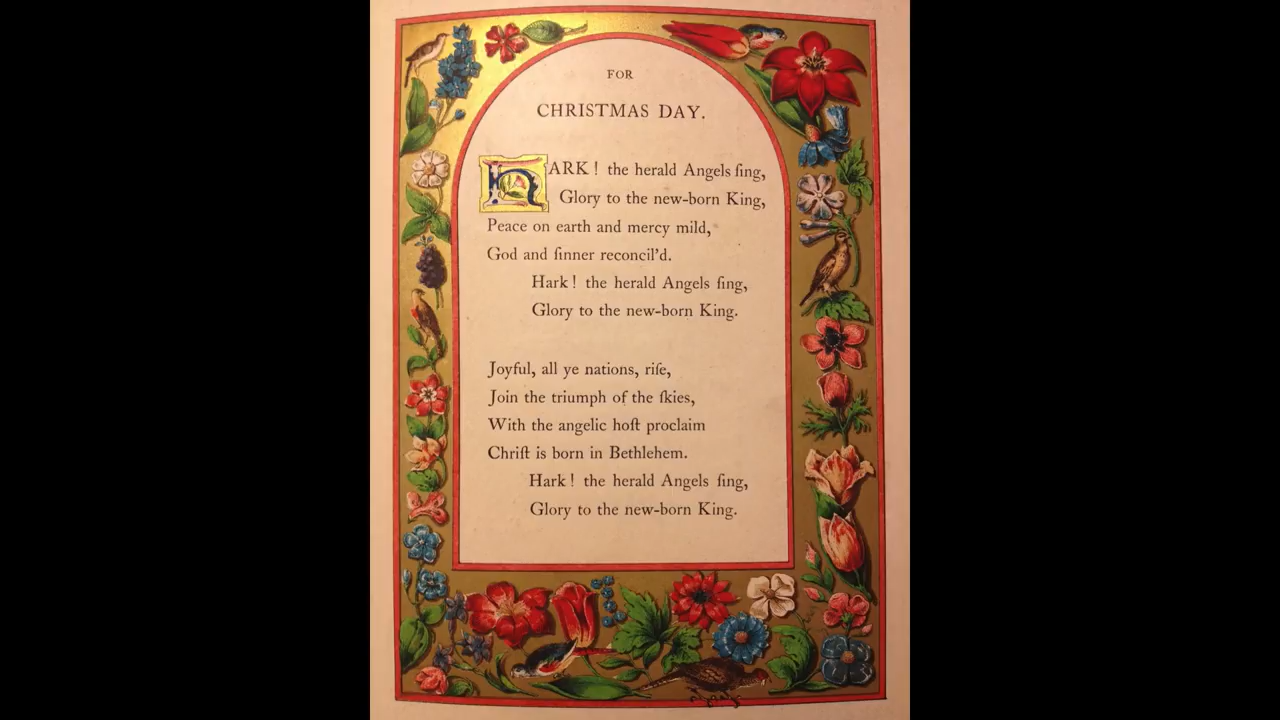 FOR
CHRISTMAS DAY.
HARK! the herald Angels ſing,
Glory to the new-born King,
Peace on earth and mercy mild,
God and ſinner reconcil'd.
Hark! the herald Angels ſing,
Glory to the new-born King.
Joyful, all ye nations, riſe,
Join the triumph of the ſkies,
With the angelic hoſt proclaim
Chriſt is born in Bethlehem.
Hark! the herald Angels ſing,
Glory to the new-born King.